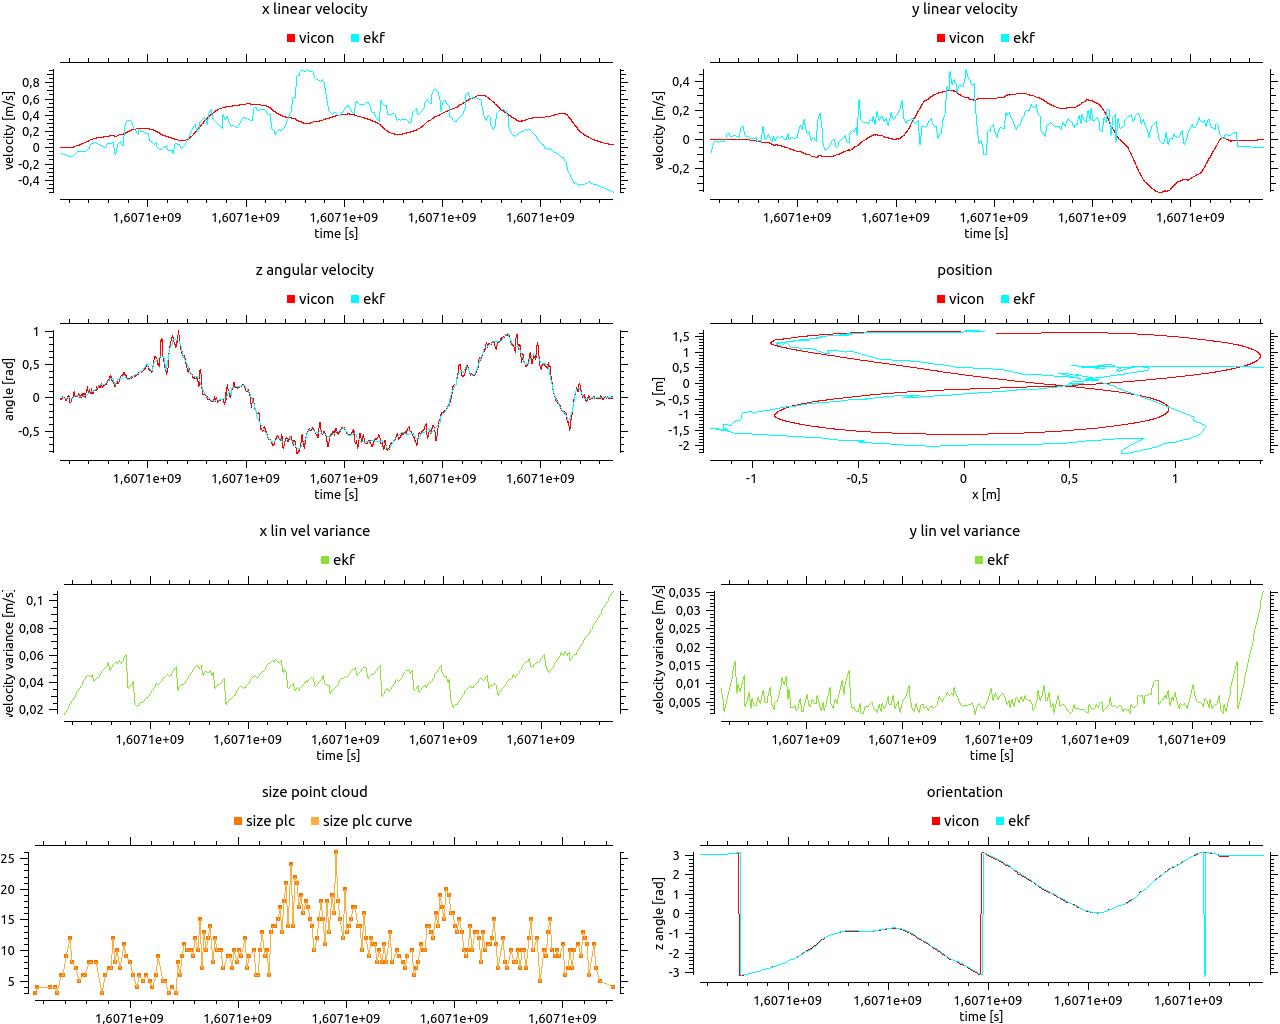 x linear velocity
vicon ekf
0,8
0,6
0,4
0,2
0
-0,2
-0,4
velocity [m/s]
1,6071e+09 1,6071e+09 1,6071e+09 1,6071e+09 1,6071e+09
time [s]
y linear velocity
vicon ekf
0,4
0,2
0
-0,2
velocity [m/s]
1,6071e+09 1,6071e+09 1,6071e+09 1,6071e+09 1,6071e+09
time [s]
z angular velocity
vicon ekf
1
0,5
0
-0,5
angle [rad]
1,6071e+09 1,6071e+09 1,6071e+09 1,6071e+09 1,6071e+09
time [s]
position
vicon ekf
1,5
1
0,5
0
-0,5
-1
-1,5
-2
y [m]
-1 -0,5 0 0,5 1
x [m]
x lin vel variance
ekf
0,1
0,08
0,06
0,04
0,02
velocity variance [m/s]
1,6071e+09 1,6071e+09 1,6071e+09 1,6071e+09 1,6071e+09
time [s]
y lin vel variance
ekf
0,035
0,03
0,025
0,02
0,015
0,01
0,005
velocity variance [m/s]
1,6071e+09 1,6071e+09 1,6071e+09 1,6071e+09 1,6071e+09
time [s]
size point cloud
size plc size plc curve
25
20
15
10
5
1,6071e+09 1,6071e+09 1,6071e+09 1,6071e+09 1,6071e+09
orientation
vicon ekf
3
2
1
0
-1
-2
-3
z angle [rad]
1,6071e+09 1,6071e+09 1,6071e+09 1,6071e+09 1,6071e+09
time [s]